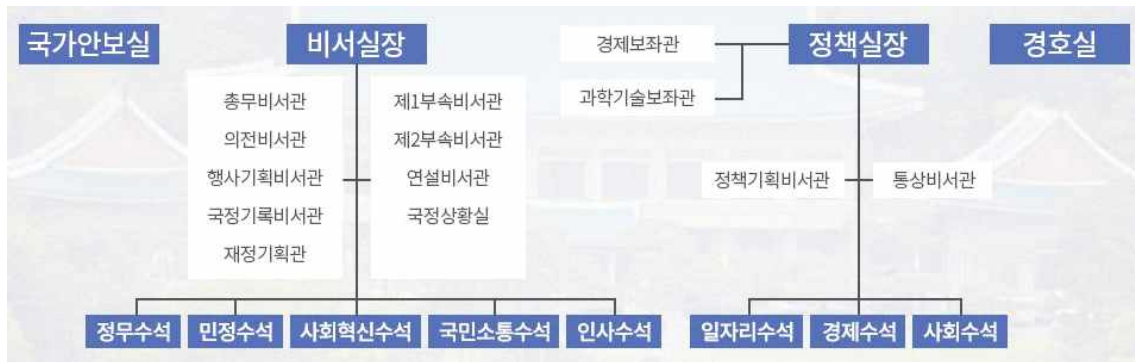 국가안보실
비서실장
경제보좌관
정책실장
경호실
과학기술보좌관
총무비서관
의전비서관
행사기획비서관
국정기록비서관
재정기획관
제1부속비서관
제2부속비서관
연설비서관
국정상황실
정책기획비서관
통상비서관
정무수석
민정수석
사회혁신수석
국민소통수석
인사수석
일자리수석
경제수석
사회수석